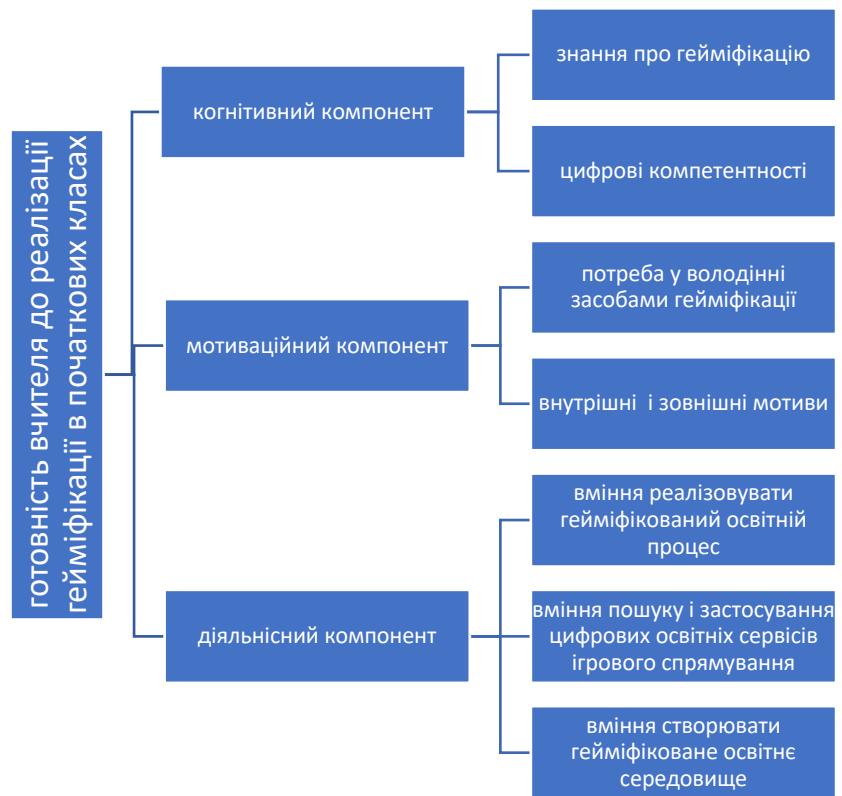 готовність вчителя до реалізації
гейміфікації в початкових класах
когнітивний компонент
знання про гейміфікацію
цифрові компетентності
мотиваційний компонент
потреба у володінні
засобами гейміфікації
внутрішні і зовнішні мотиви
діяльнісний компонент
вміння реалізовувати
гейміфікований освітній
процес
вміння пошуку і застосування
цифрових освітніх сервісів
ігрового спрямування
вміння створювати
гейміфіковане освітнє
середовище